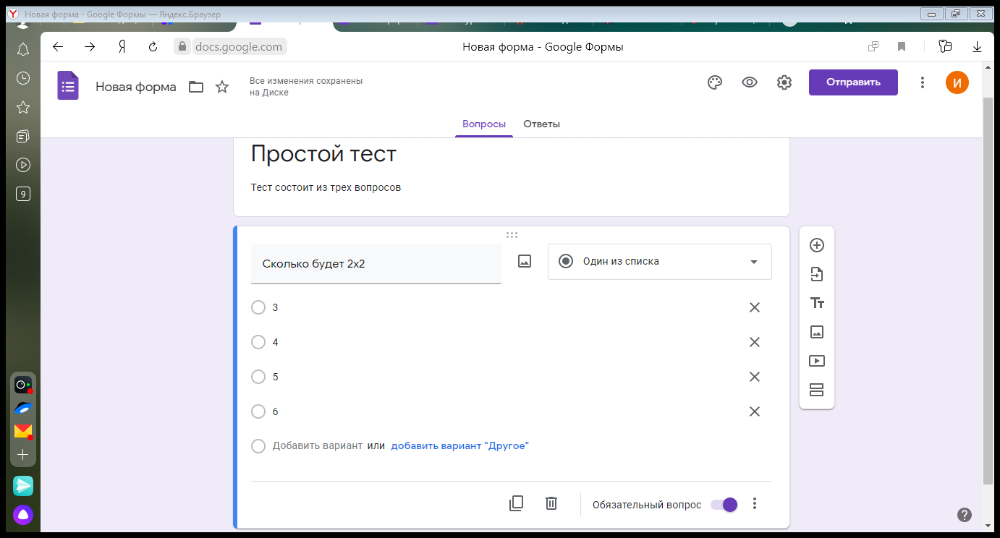 Новая форма - Google Формы — Яндекс.Браузер
Я docs.google.com Новая форма - Google Формы
Новая форма
Все изменения сохранены
на Диске
Отправить
И
Вопросы Ответы
9
Простой тест
Тест состоит из трех вопросов
Сколько будет 2х2
Один из списка
3
4
5
6
Добавить вариант или добавить вариант "Другое"
Обязательный вопрос